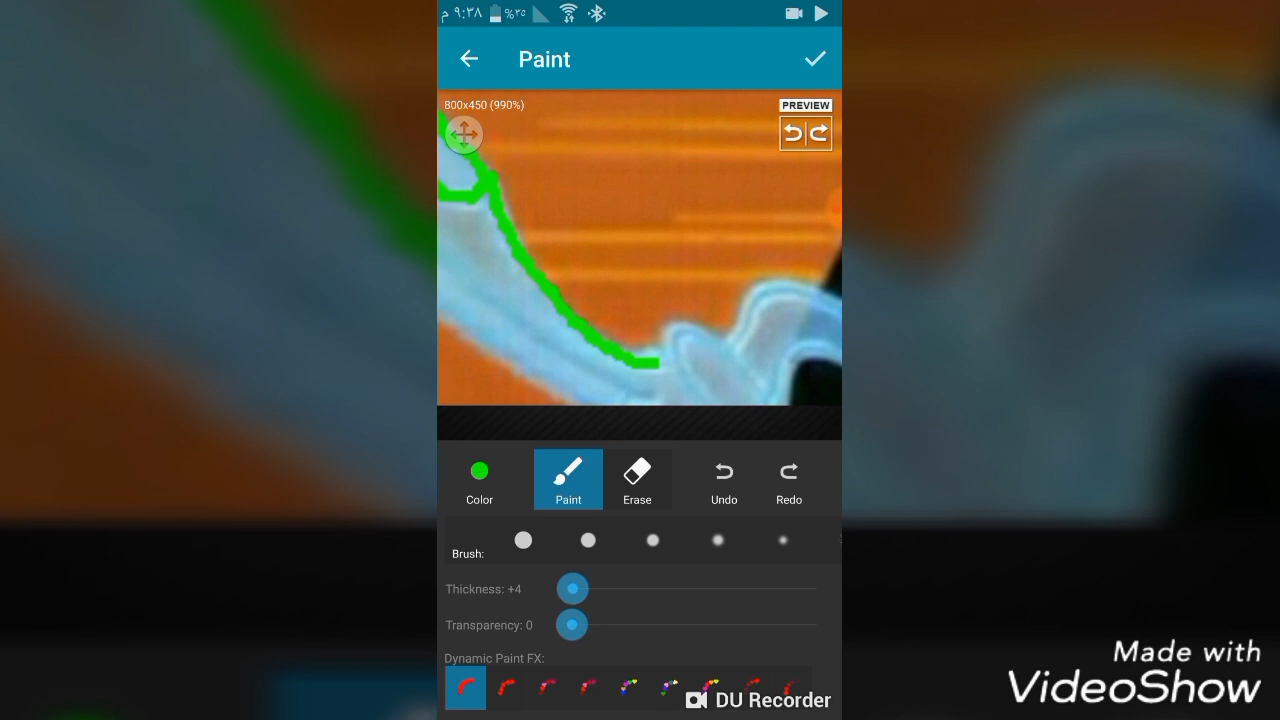 م ٩:٣٨ %٣٥
Paint
800x450 (990%)
PREVIEW
Color Paint Erase Undo Redo
Brush:
Thickness: +4
Transparency: 0
Dynamic Paint FX:
DU Recorder
Made with
VideoShow